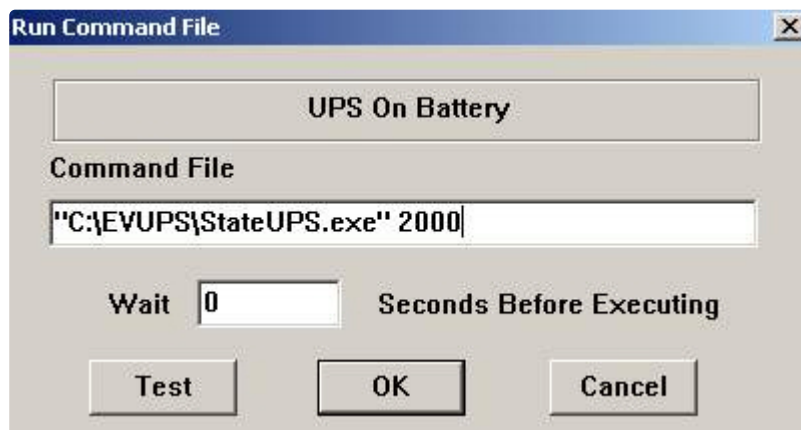 Run Command File
UPS On Battery
Command File
"C:\EVUPS\StateUPS.exe" 2000
Wait 0 Seconds Before Executing
Test OK Cancel